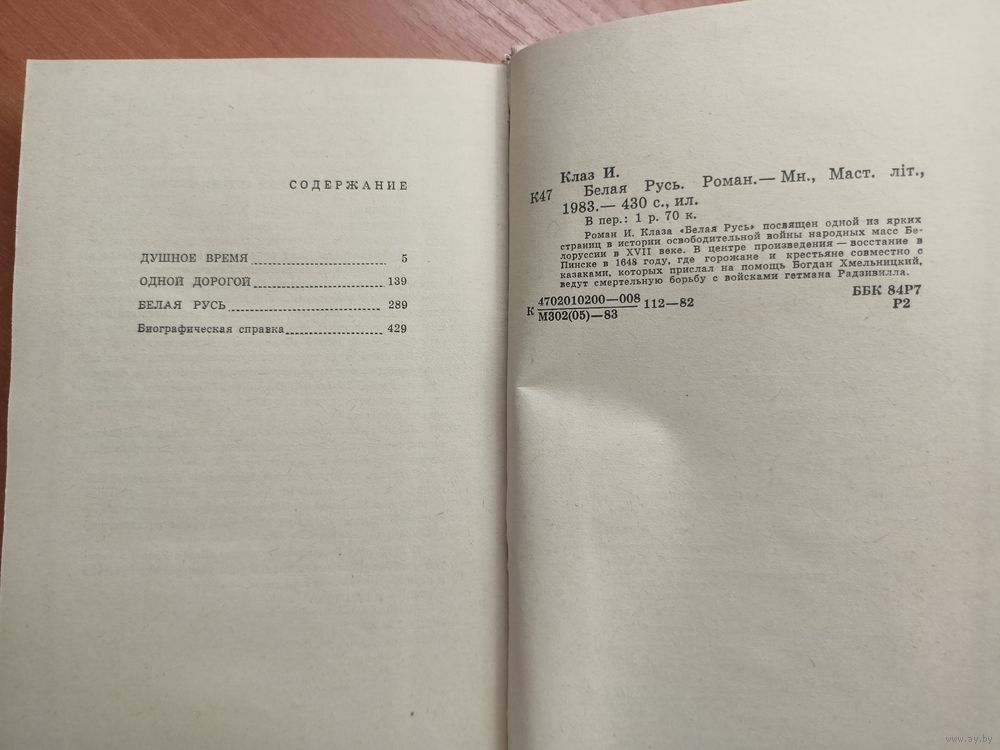 СОДЕРЖАНИЕ
ДУШНОЕ ВРЕМЯ 5
ОДНОЙ ДОРОГОЙ 139
БЕЛАЯ РУСЬ 289
Биографическая справка 429
Клаз И.
К47 Белая Русь. Роман.— Мн., Маст. літ.,
1983.— 430 с., ил.
В пер.: 1 р. 70 к.
Роман И. Клаза «Белая Русь» посвящен одной из ярких
страниц в истории освободительной войны народных масс Бе-
лоруссии в XVII веке. В центре произведения — восстание в
Пинске в 1648 году, где горожане и крестьяне совместно с
казаками, которых прислал на помощь Богдан Хмельницкий,
ведут смертельную борьбу с войсками гетмана Радзивилла.
К 4702010200—008 112—82
М302(05)—83
ББК 84Р7
Р2
www.ay.by